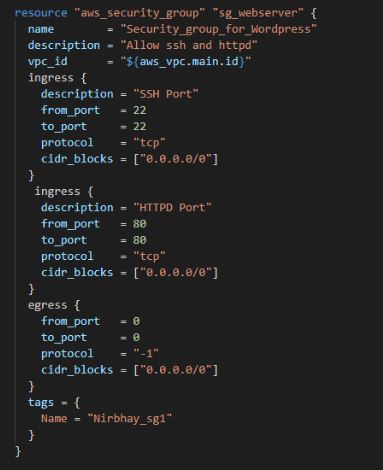 resource "aws_security_group" "sg_webserver" {
  name        = "Security_group_for_Wordpress"
  description = "Allow ssh and httpd"
  vpc_id      = "${aws_vpc.main.id}"
  ingress {
    description = "SSH Port"
    from_port   = 22
    to_port     = 22
    protocol    = "tcp"
    cidr_blocks = ["0.0.0.0/0"]
  }
   ingress {
    description = "HTTPD Port"
    from_port   = 80
    to_port     = 80
    protocol    = "tcp"
    cidr_blocks = ["0.0.0.0/0"]
  }
  egress {
    from_port   = 0
    to_port     = 0
    protocol    = "-1"
    cidr_blocks = ["0.0.0.0/0"]
  }
  tags = {
    Name = "Nirbhay_sg1"
  }
}